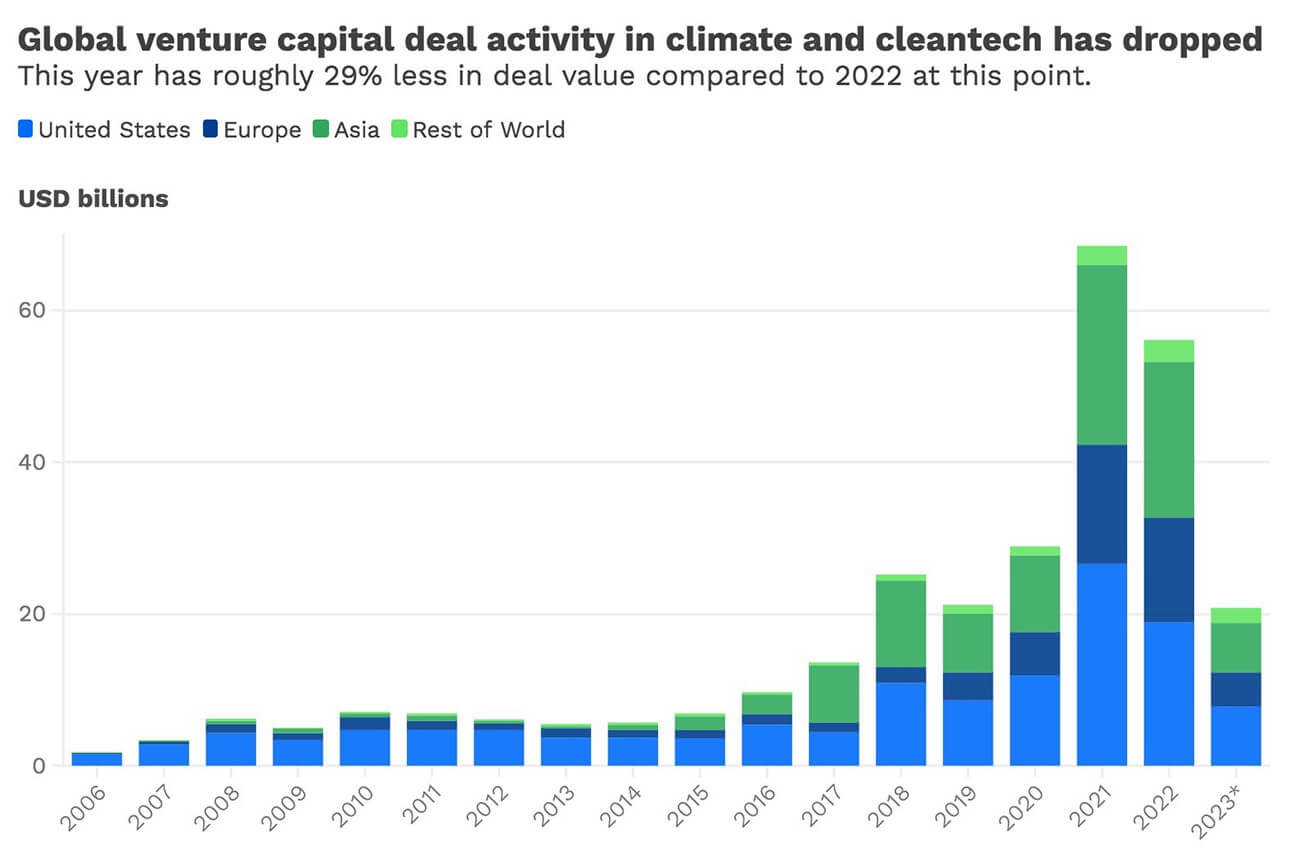 Global venture capital deal activity in climate and cleantech has dropped
This year has roughly 29% less in deal value compared to 2022 at this point.
United States Europe Asia Rest of World
USD billions
60
40
20
0
2006 2007 2008 2009 2010 2011 2012 2013 2014 2015 2016 2017 2018 2019 2020 2021 2022 2023*